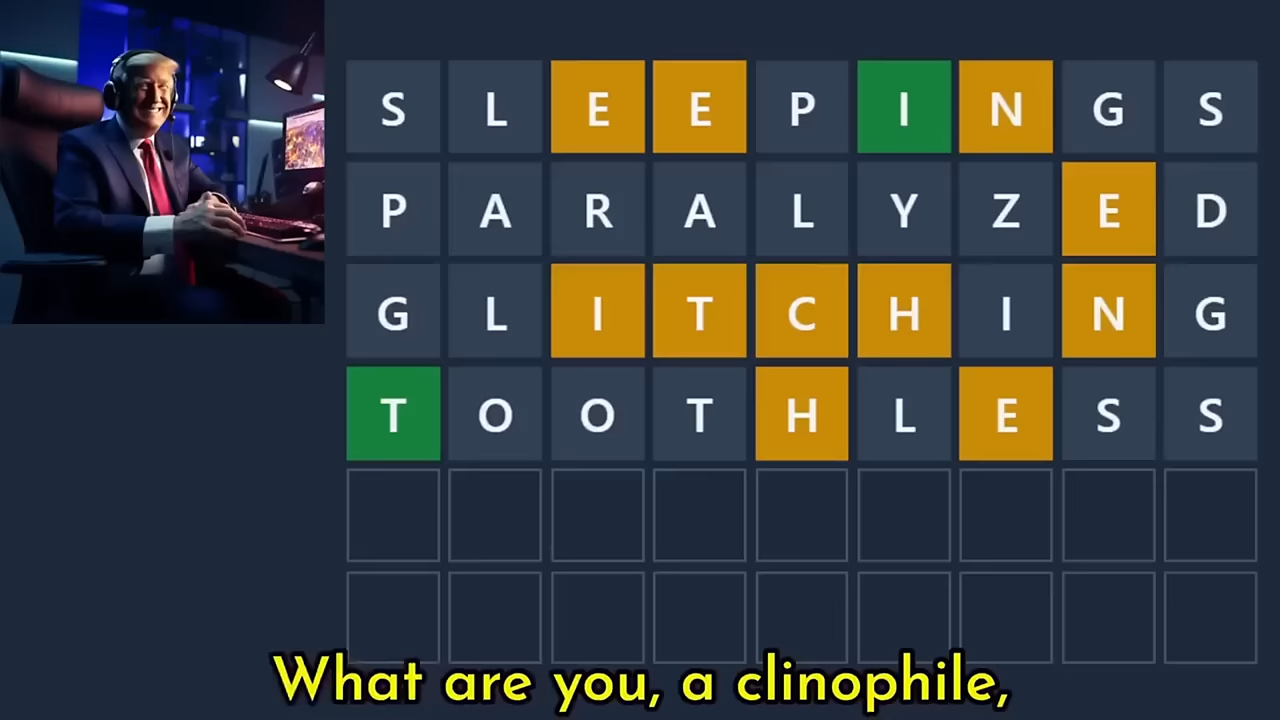 SLEEPINGS
PARALYZED
GLITCHING
TOOTHLESS
What are you, a clinophile,